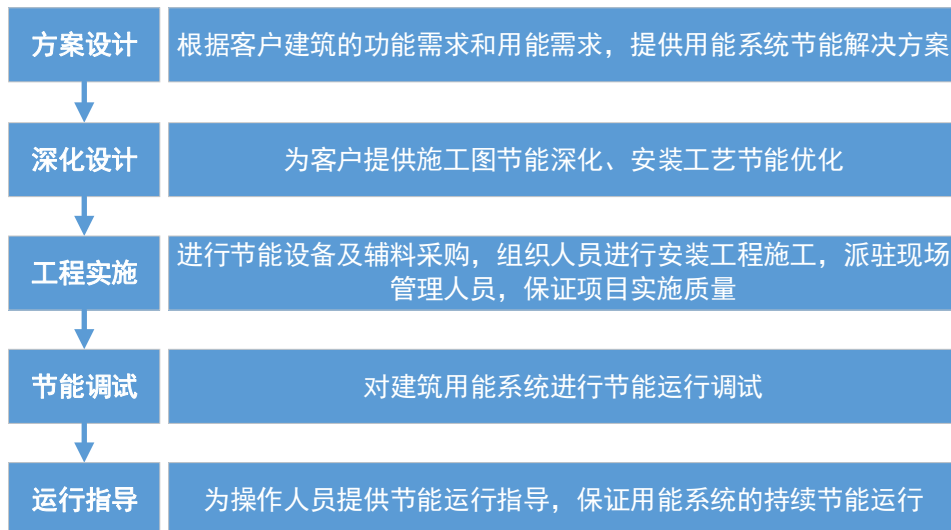 方案设计
根据客户建筑的功能需求和用能需求，提供用能系统节能解决方案
深化设计
为客户提供施工图节能深化、安装工艺节能优化
工程实施
进行节能设备及辅料采购，组织人员进行安装工程施工，派驻现场
管理人员，保证项目实施质量
节能调试
对建筑用能系统进行节能运行调试
运行指导
为操作人员提供节能运行指导，保证用能系统的持续节能运行